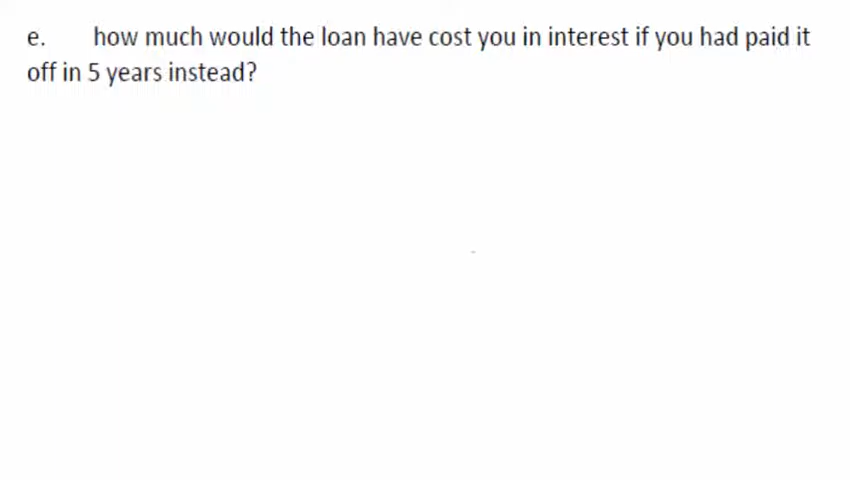 e. how much would the loan have cost you in interest if you had paid it
off in 5 years instead?